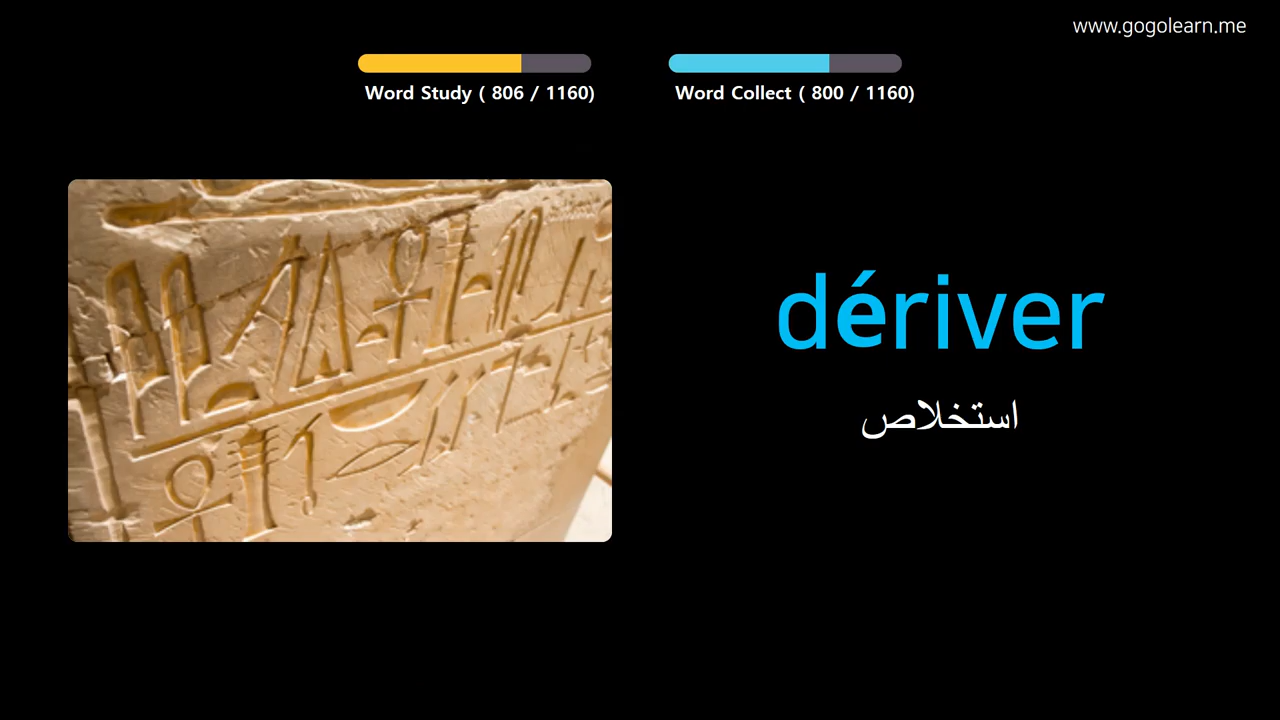 www.gogolearn.me
Word Study ( 806 / 1160)
Word Collect ( 800 / 1160)
dériver
استخلاص